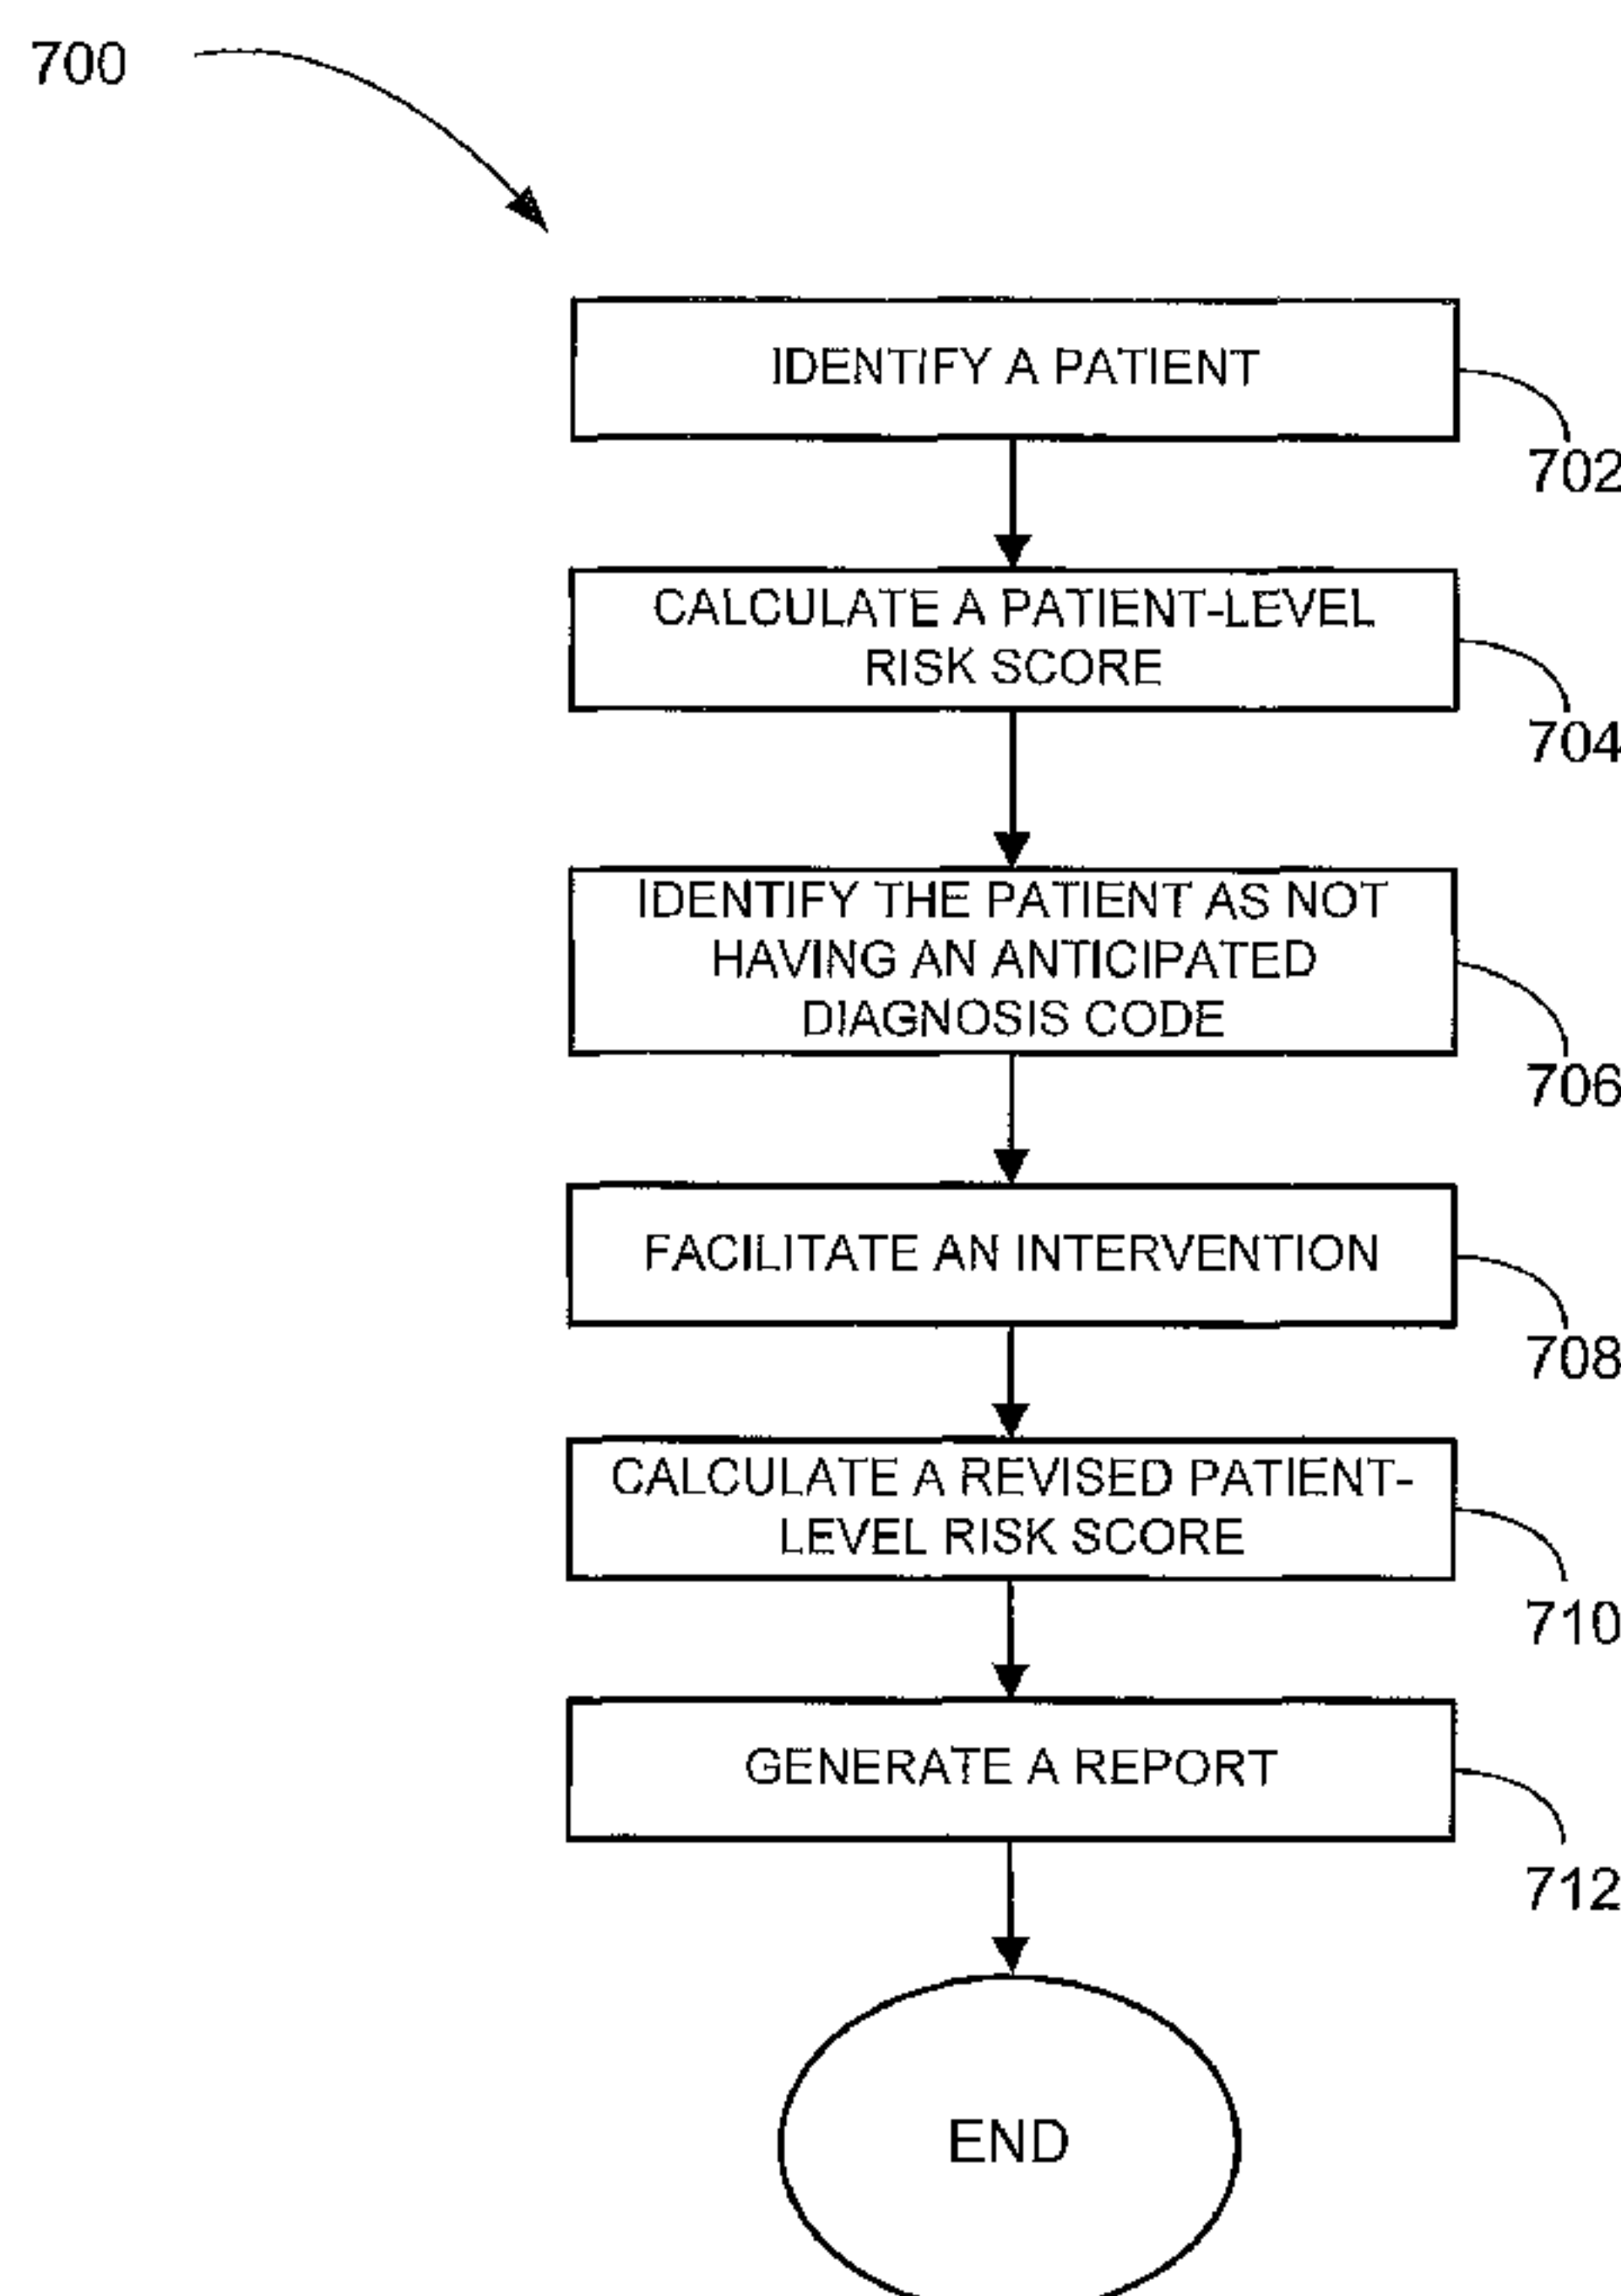 700
IDENTIFY A PATIENT
702
CALCULATE A PATIENT-LEVEL
RISK SCORE
704
IDENTIFY THE PATIENT AS NOT
HAVING AN ANTICIPATED
DIAGNOSIS CODE
706
FACILITATE AN INTERVENTION
708
CALCULATE A REVISED PATIENT-
LEVEL RISK SCORE
710
GENERATE A REPORT
712
END